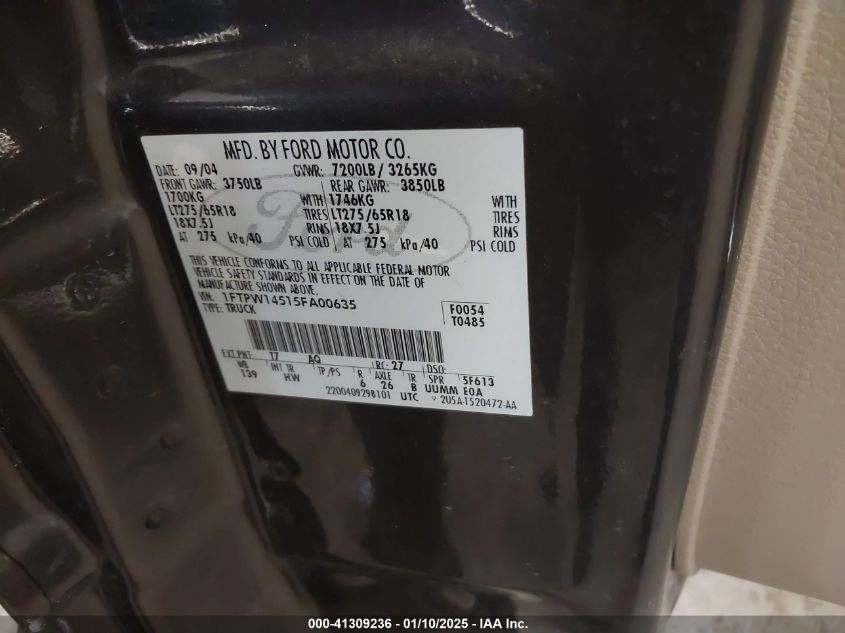 MFD. BY FORD MOTOR CO.
DATE: 09/04 GVWR: 7200LB / 3265KG
FRONT GAWR: 3750LB REAR GAWR: 3850LB
1700KG WITH 1746KG WITH
LT275/65R18 TIRES LT275/65R18 TIRES
18X7.5J RIMS 18X7.5J RIMS
AT 275 kPa/40 PSI COLD AT 275 kPa/40 PSI COLD
Ford
THIS VEHICLE CONFORMS TO ALL APPLICABLE FEDERAL MOTOR
VEHICLE SAFETY STANDARDS IN EFFECT ON THE DATE OF
MANUFACTURE SHOWN ABOVE.
VIN: 1FTPW14515FA00635 F0054
TYPE: TRUCK T0485
EXT PNT: T7 AQ RC: 27 DSO:
WB INT TR TP/PS R AXLE TR SPR 5F613
139 HW 6 26 B UUMM EOA
2200409298101 UTC 2U5A-1520472-AA
000-41309236 - 01/10/2025 - IAA Inc.